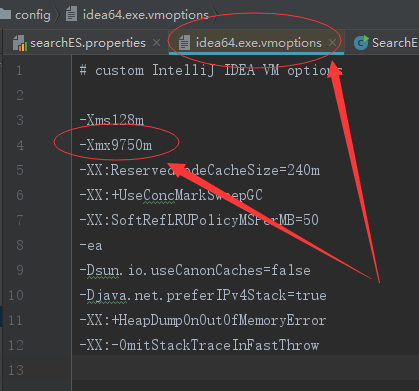 config
idea64.exe.vmoptions
searchES.properties
idea64.exe.vmoptions
SearchE
1 # custom IntelliJ IDEA VM options
2
3 -Xms128m
4 -Xmx9750m
5 -XX:ReservedCodeCacheSize=240m
6 -XX:+UseConcMarkSweepGC
7 -XX:SoftRefLRUPolicyMSPerMB=50
8 -ea
9 -Dsun.io.useCanonCaches=false
10 -Djava.net.preferIPv4Stack=true
11 -XX:+HeapDumpOnOutOfMemoryError
12 -XX:-OmitStackTraceInFastThrow
13